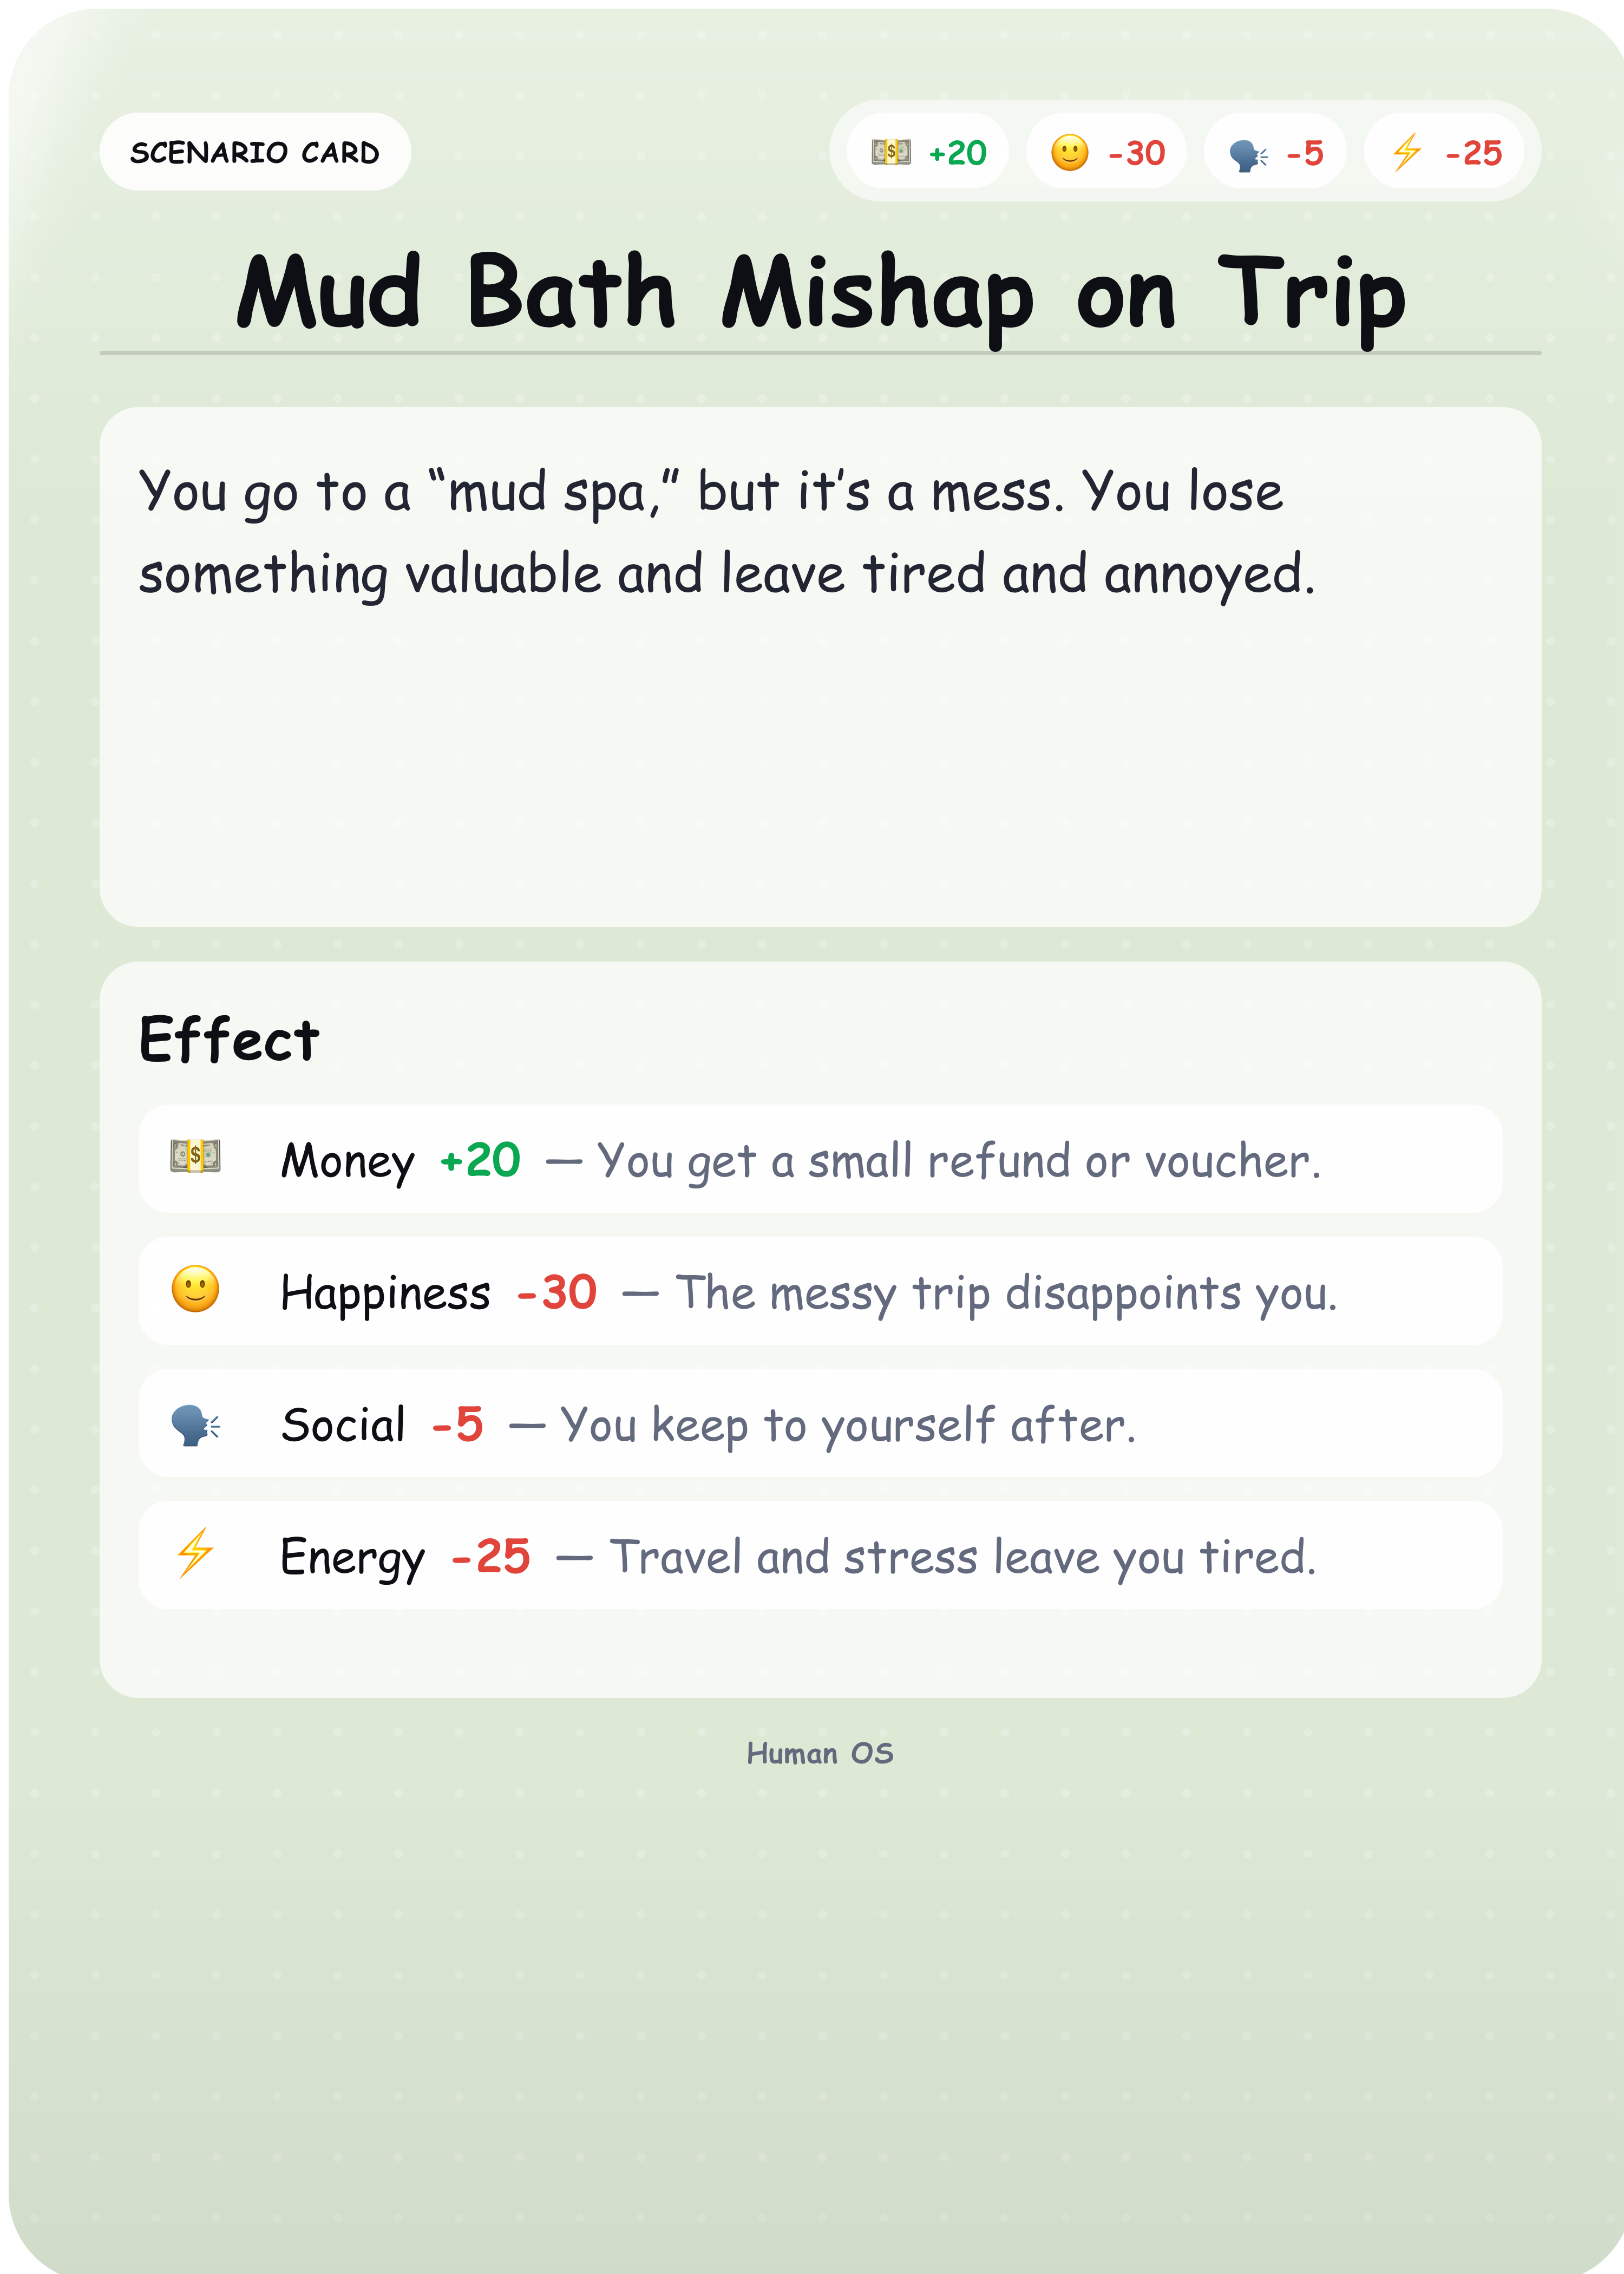 SCENARIO CARD
💵 +20 🙂 -30 🗣️ -5 ⚡ -25
Mud Bath Mishap on Trip
You go to a “mud spa,” but it’s a mess. You lose
something valuable and leave tired and annoyed.
Effect
💵 Money +20 — You get a small refund or voucher.
🙂 Happiness -30 — The messy trip disappoints you.
🗣️ Social -5 — You keep to yourself after.
⚡ Energy -25 — Travel and stress leave you tired.
Human OS